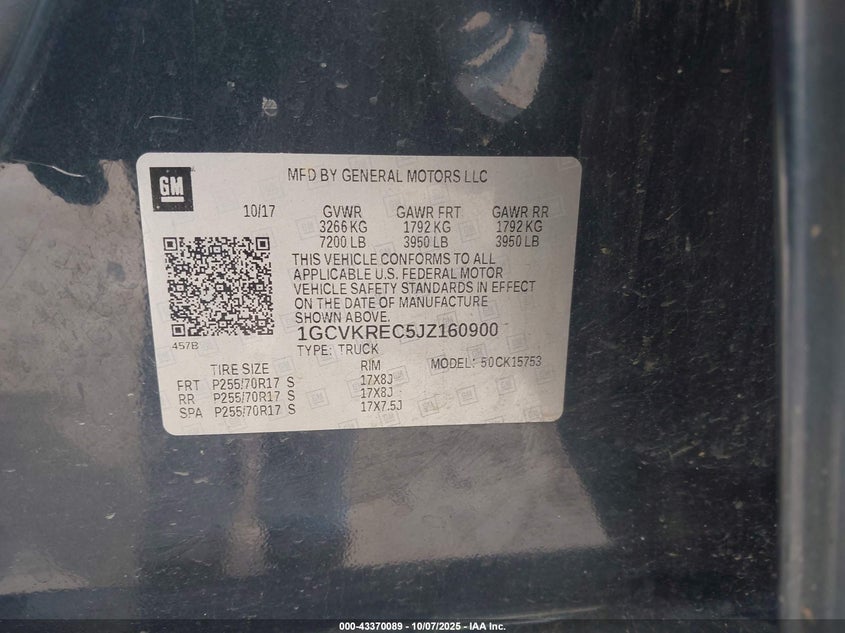 GM
MFD BY GENERAL MOTORS LLC
10/17 GVWR GAWR FRT GAWR RR
3266 KG 1792 KG 1792 KG
7200 LB 3950 LB 3950 LB
THIS VEHICLE CONFORMS TO ALL
APPLICABLE U.S. FEDERAL MOTOR
VEHICLE SAFETY STANDARDS IN EFFECT
ON THE DATE OF MANUFACTURE
SHOWN ABOVE.
1GCVKREC5JZ160900
457B
TYPE: TRUCK MODEL: 50CK15753
TIRE SIZE RIM
FRT P255/70R17 S 17X8J
RR P255/70R17 S 17X8J
SPA P255/70R17 S 17X7.5J
000-43370089 - 10/07/2025 - IAA Inc.